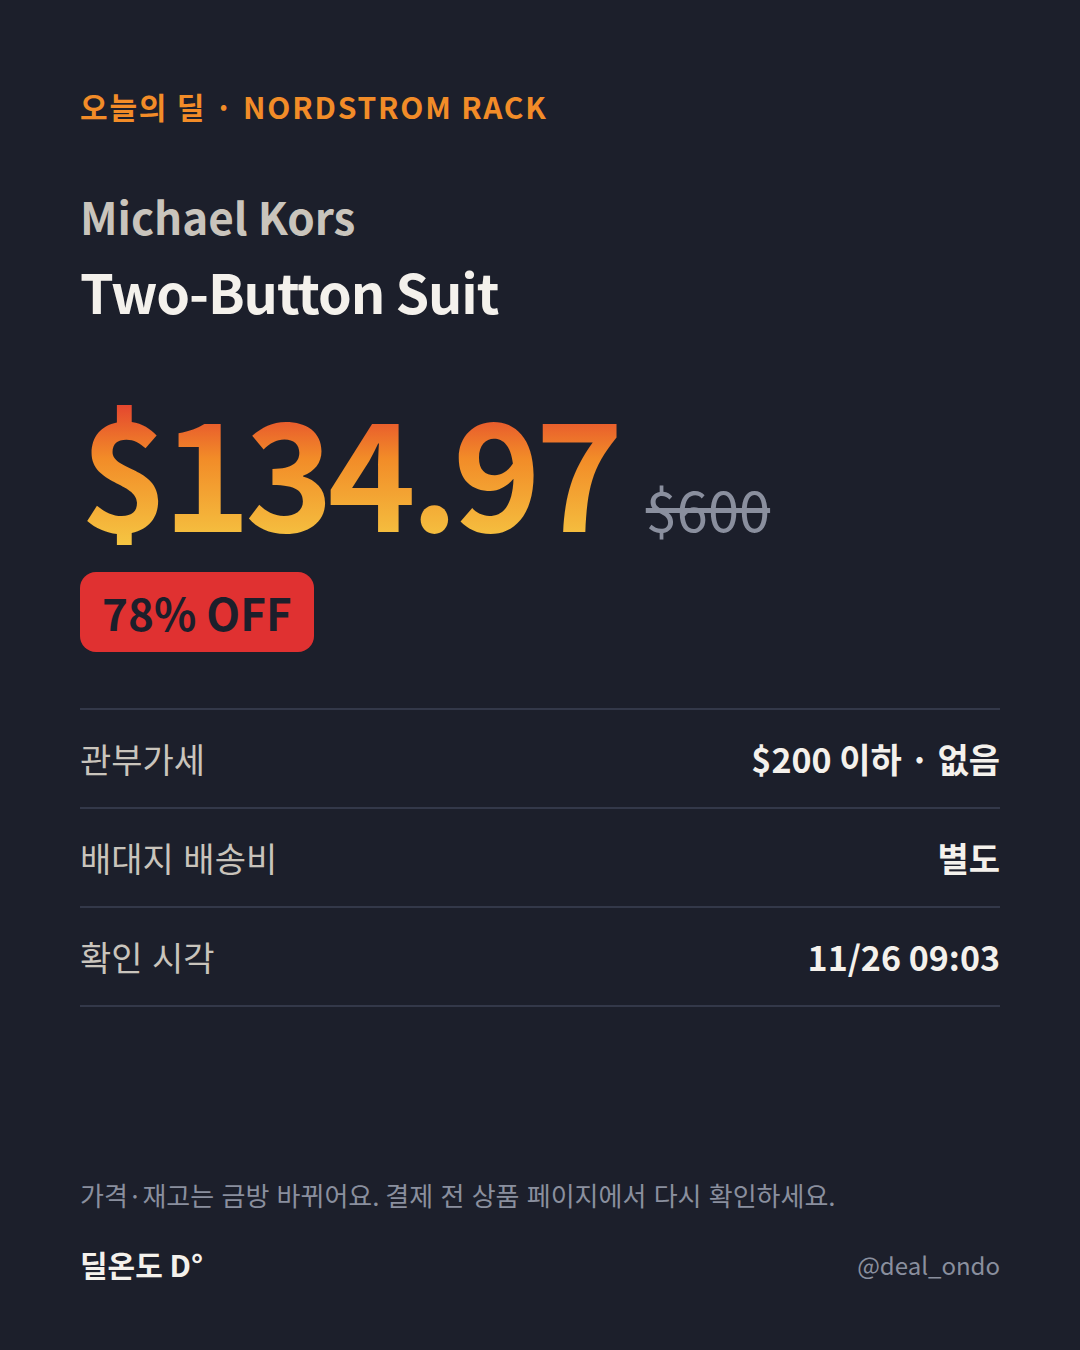 오늘의 딜 · NORDSTROM RACK
Michael Kors
Two-Button Suit
$134.97 $600
78% OFF
관부가세 $200 이하 · 없음
배대지 배송비 별도
확인 시각 11/26 09:03
가격·재고는 금방 바뀌어요. 결제 전 상품 페이지에서 다시 확인하세요.
딜온도 D° @deal_ondo